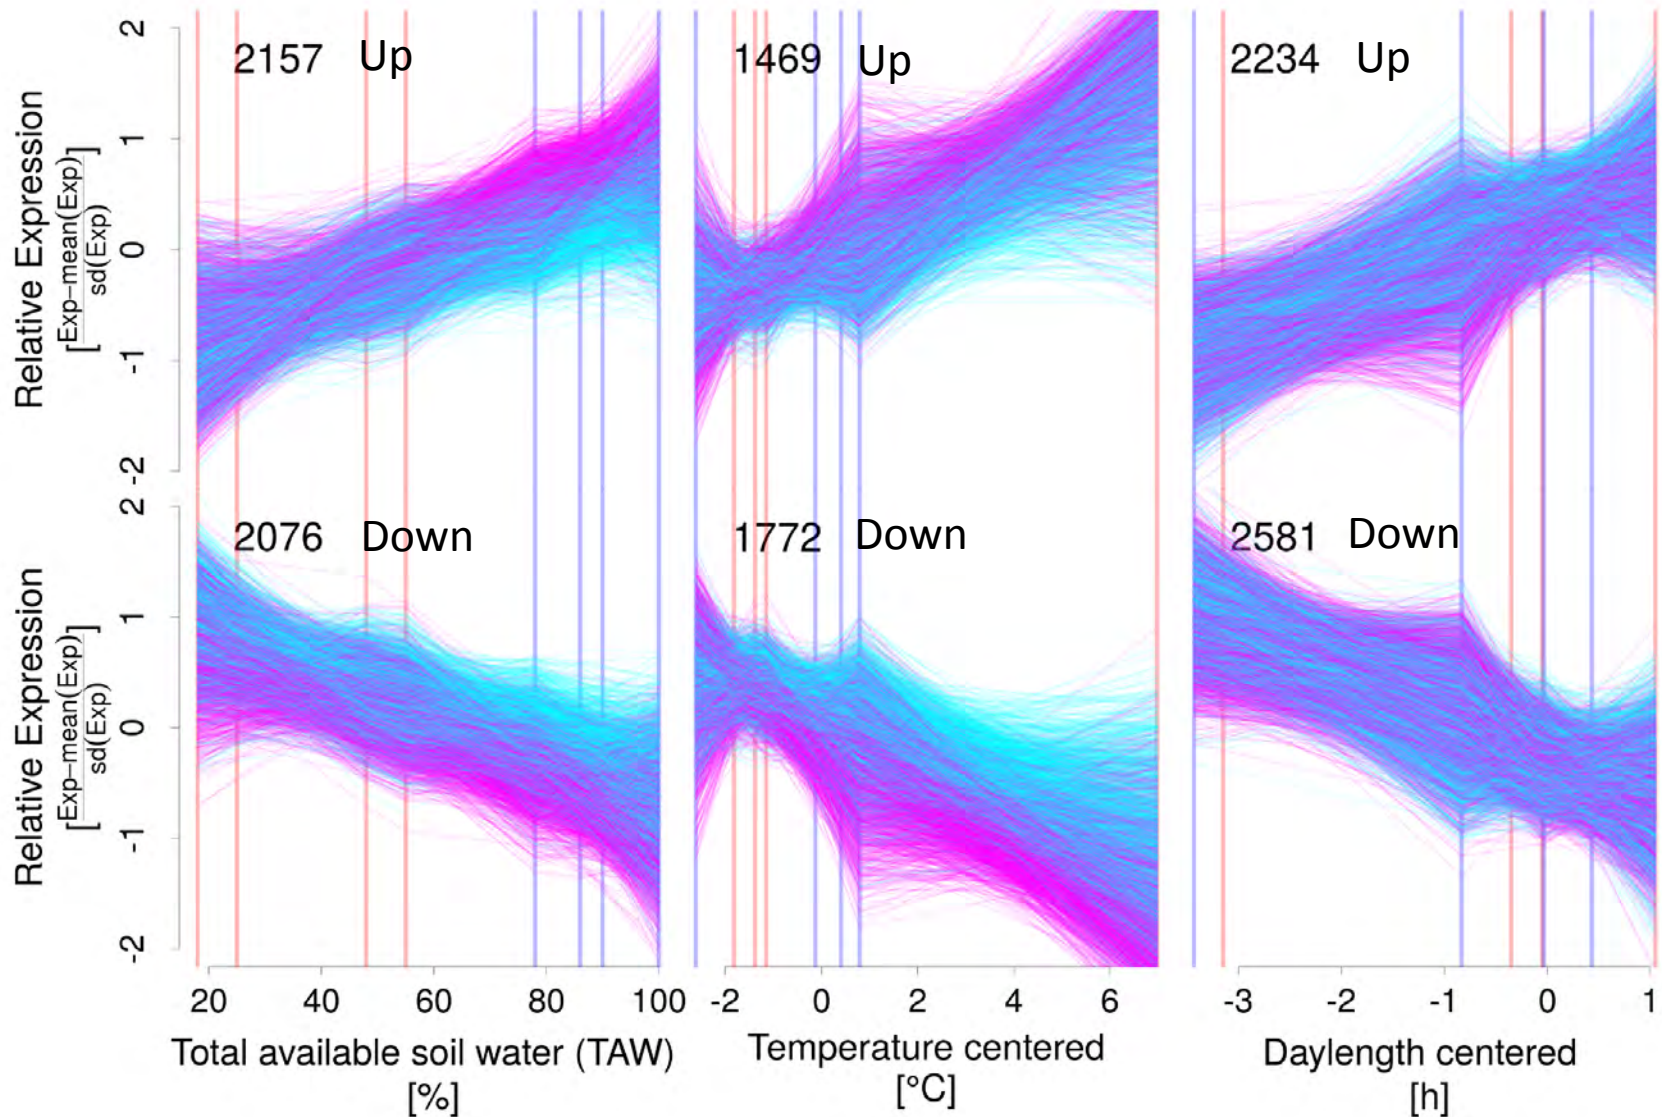 2157 Up
1469 Up
2234 Up
2
1
0
-1
-2
Relative Expression
[Exp−mean(Exp)
sd(Exp)]
2076 Down
1772 Down
2581 Down
2
1
0
-1
-2
Relative Expression
[Exp−mean(Exp)
sd(Exp)]
20 40 60 80 100
-2 0 2 4 6
-3 -2 -1 0 1
Total available soil water (TAW)
[%]
Temperature centered
[°C]
Daylength centered
[h]